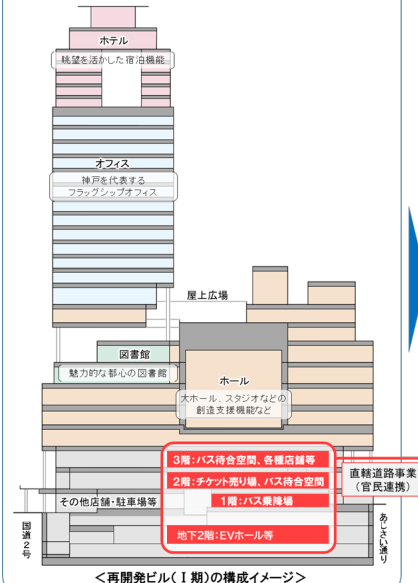 ホテル
眺望を活かした宿泊機能
オフィス
神戸を代表する
フラッグシップオフィス
屋上広場
図書館
魅力的な都心の図書館
ホール
大ホール、スタジオなどの
創造支援機能など
3階:バス待合空間、各種店舗等
2階:チケット売り場、バス待合空間
1階:バス乗降場
地下2階:EVホール等
その他店舗・駐車場等
直轄道路事業
(官民連携)
国道2号
あじさい通り
<再開発ビル(Ⅰ期)の構成イメージ>